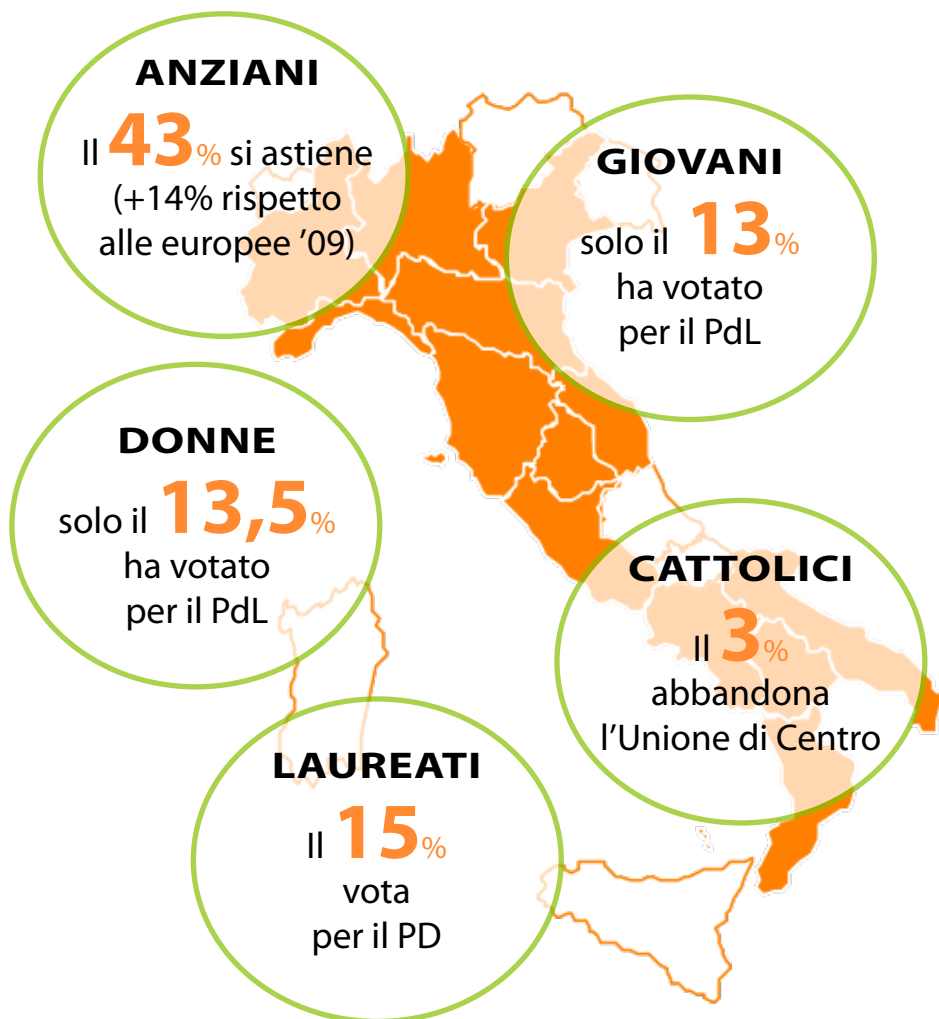 ANZIANI
Il 43% si astiene
(+14% rispetto
alle europee ’09)
GIOVANI
solo il 13%
ha votato
per il PdL
DONNE
solo il 13,5%
ha votato
per il PdL
CATTOLICI
Il 3%
abbandona
l’Unione di Centro
LAUREATI
Il 15%
vota
per il PD